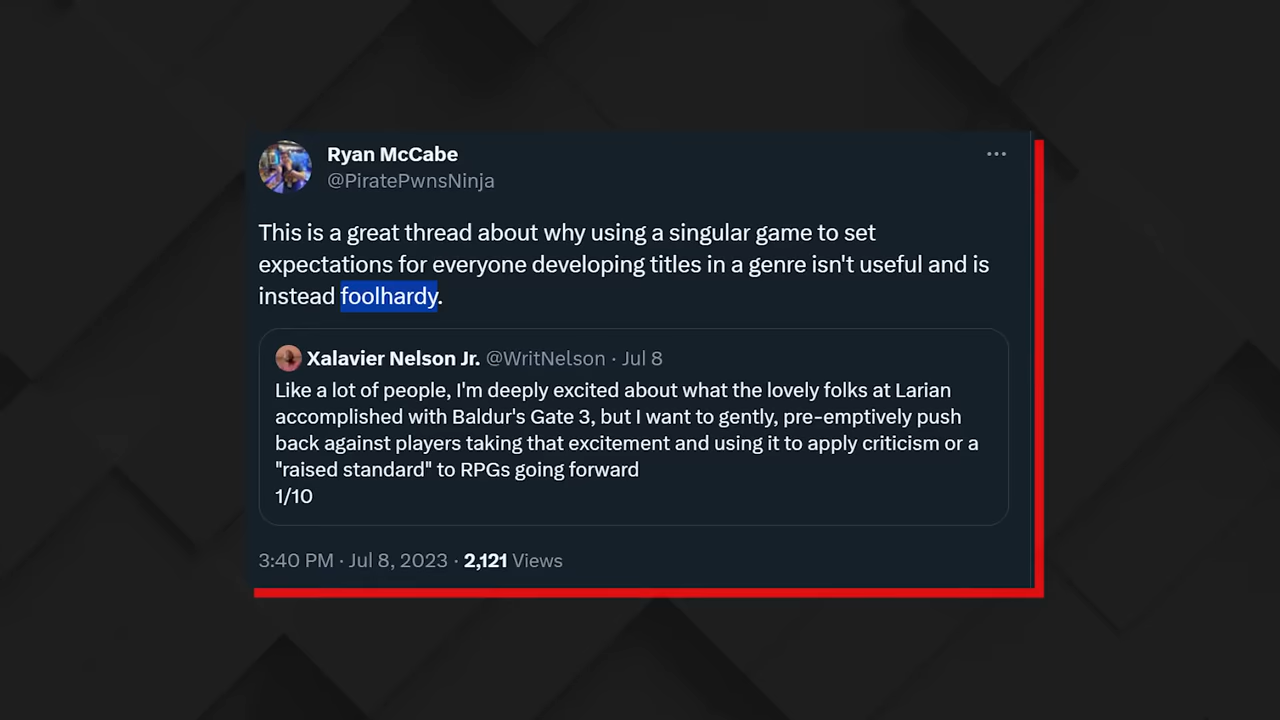 Ryan McCabe
@PiratePwnsNinja
This is a great thread about why using a singular game to set
expectations for everyone developing titles in a genre isn't useful and is
instead foolhardy.
Xalavier Nelson Jr. @WritNelson · Jul 8
Like a lot of people, I'm deeply excited about what the lovely folks at Larian
accomplished with Baldur's Gate 3, but I want to gently, pre-emptively push
back against players taking that excitement and using it to apply criticism or a
"raised standard" to RPGs going forward
1/10
3:40 PM · Jul 8, 2023 · 2,121 Views